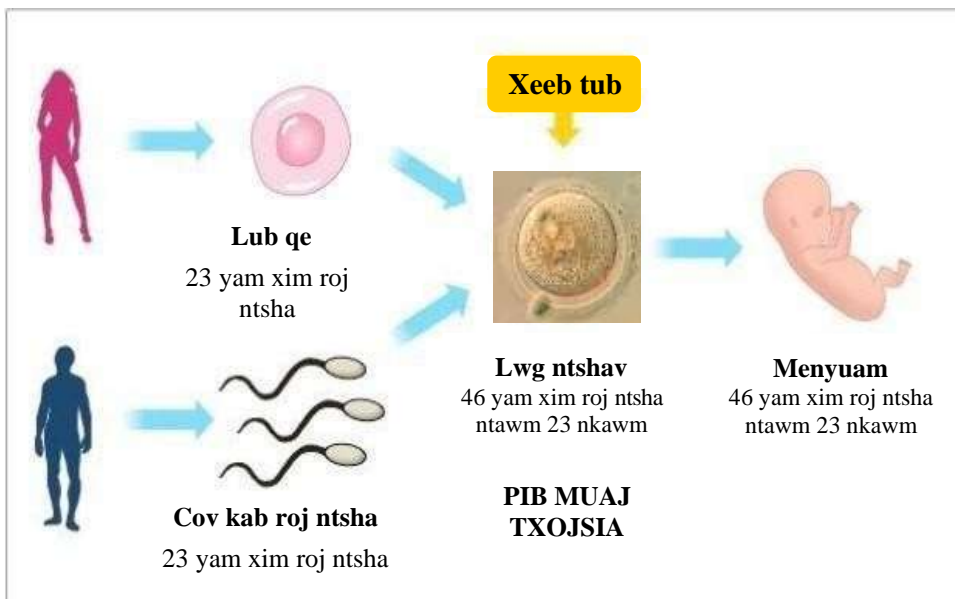 Xeeb tub
Lub qe
23 yam xim roj
ntsha
Lwg ntshav
46 yam xim roj ntsha
ntawm 23 nkawm
Menyuam
46 yam xim roj ntsha
ntawm 23 nkawm
Cov kab roj ntsha
23 yam xim roj ntsha
PIB MUAJ
TXOJSIA